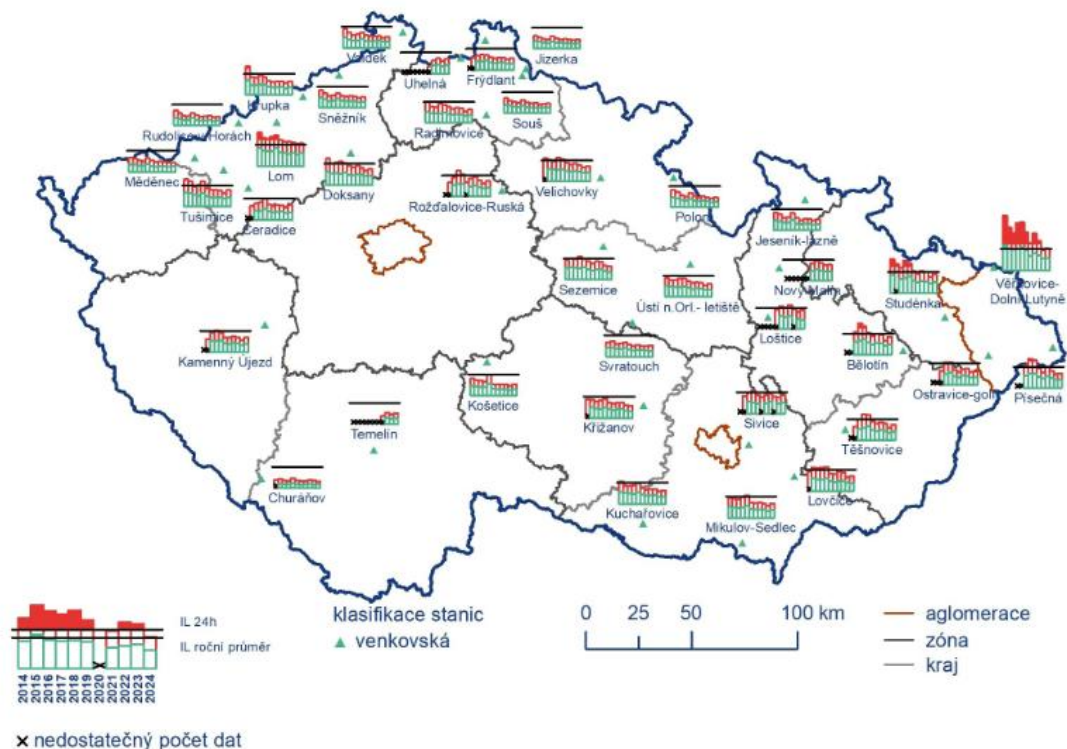 Valdek
Uhelná
Frýdlant
Jizerka
Krupka
Sněžník
Radimovice
Souš
Rudolice v Horách
Lom
Měděnec
Doksany
Velichovky
Tušimice
Rožďalovice-Ruská
Polom
Jeseník-lázně
Sezemice
Ústí n.Orl.- letiště
Nový Malín
Studénka
Věřňovice-
Dolní Lutyně
Loštice
Kamenný Újezd
Svratouch
Bělotín
Košetice
Ostravice-golf
Písečná
Křižanov
Sivice
Temelín
Těšnovice
Churáňov
Lovčice
Kuchařovice
Mikulov-Sedlec
IL 24h
IL roční průměr
2014
2015
2016
2017
2018
2019
2020
2021
2022
2023
2024
nedostatečný počet dat
klasifikace stanic
venkovská
0 25 50 100 km
aglomerace
zóna
kraj